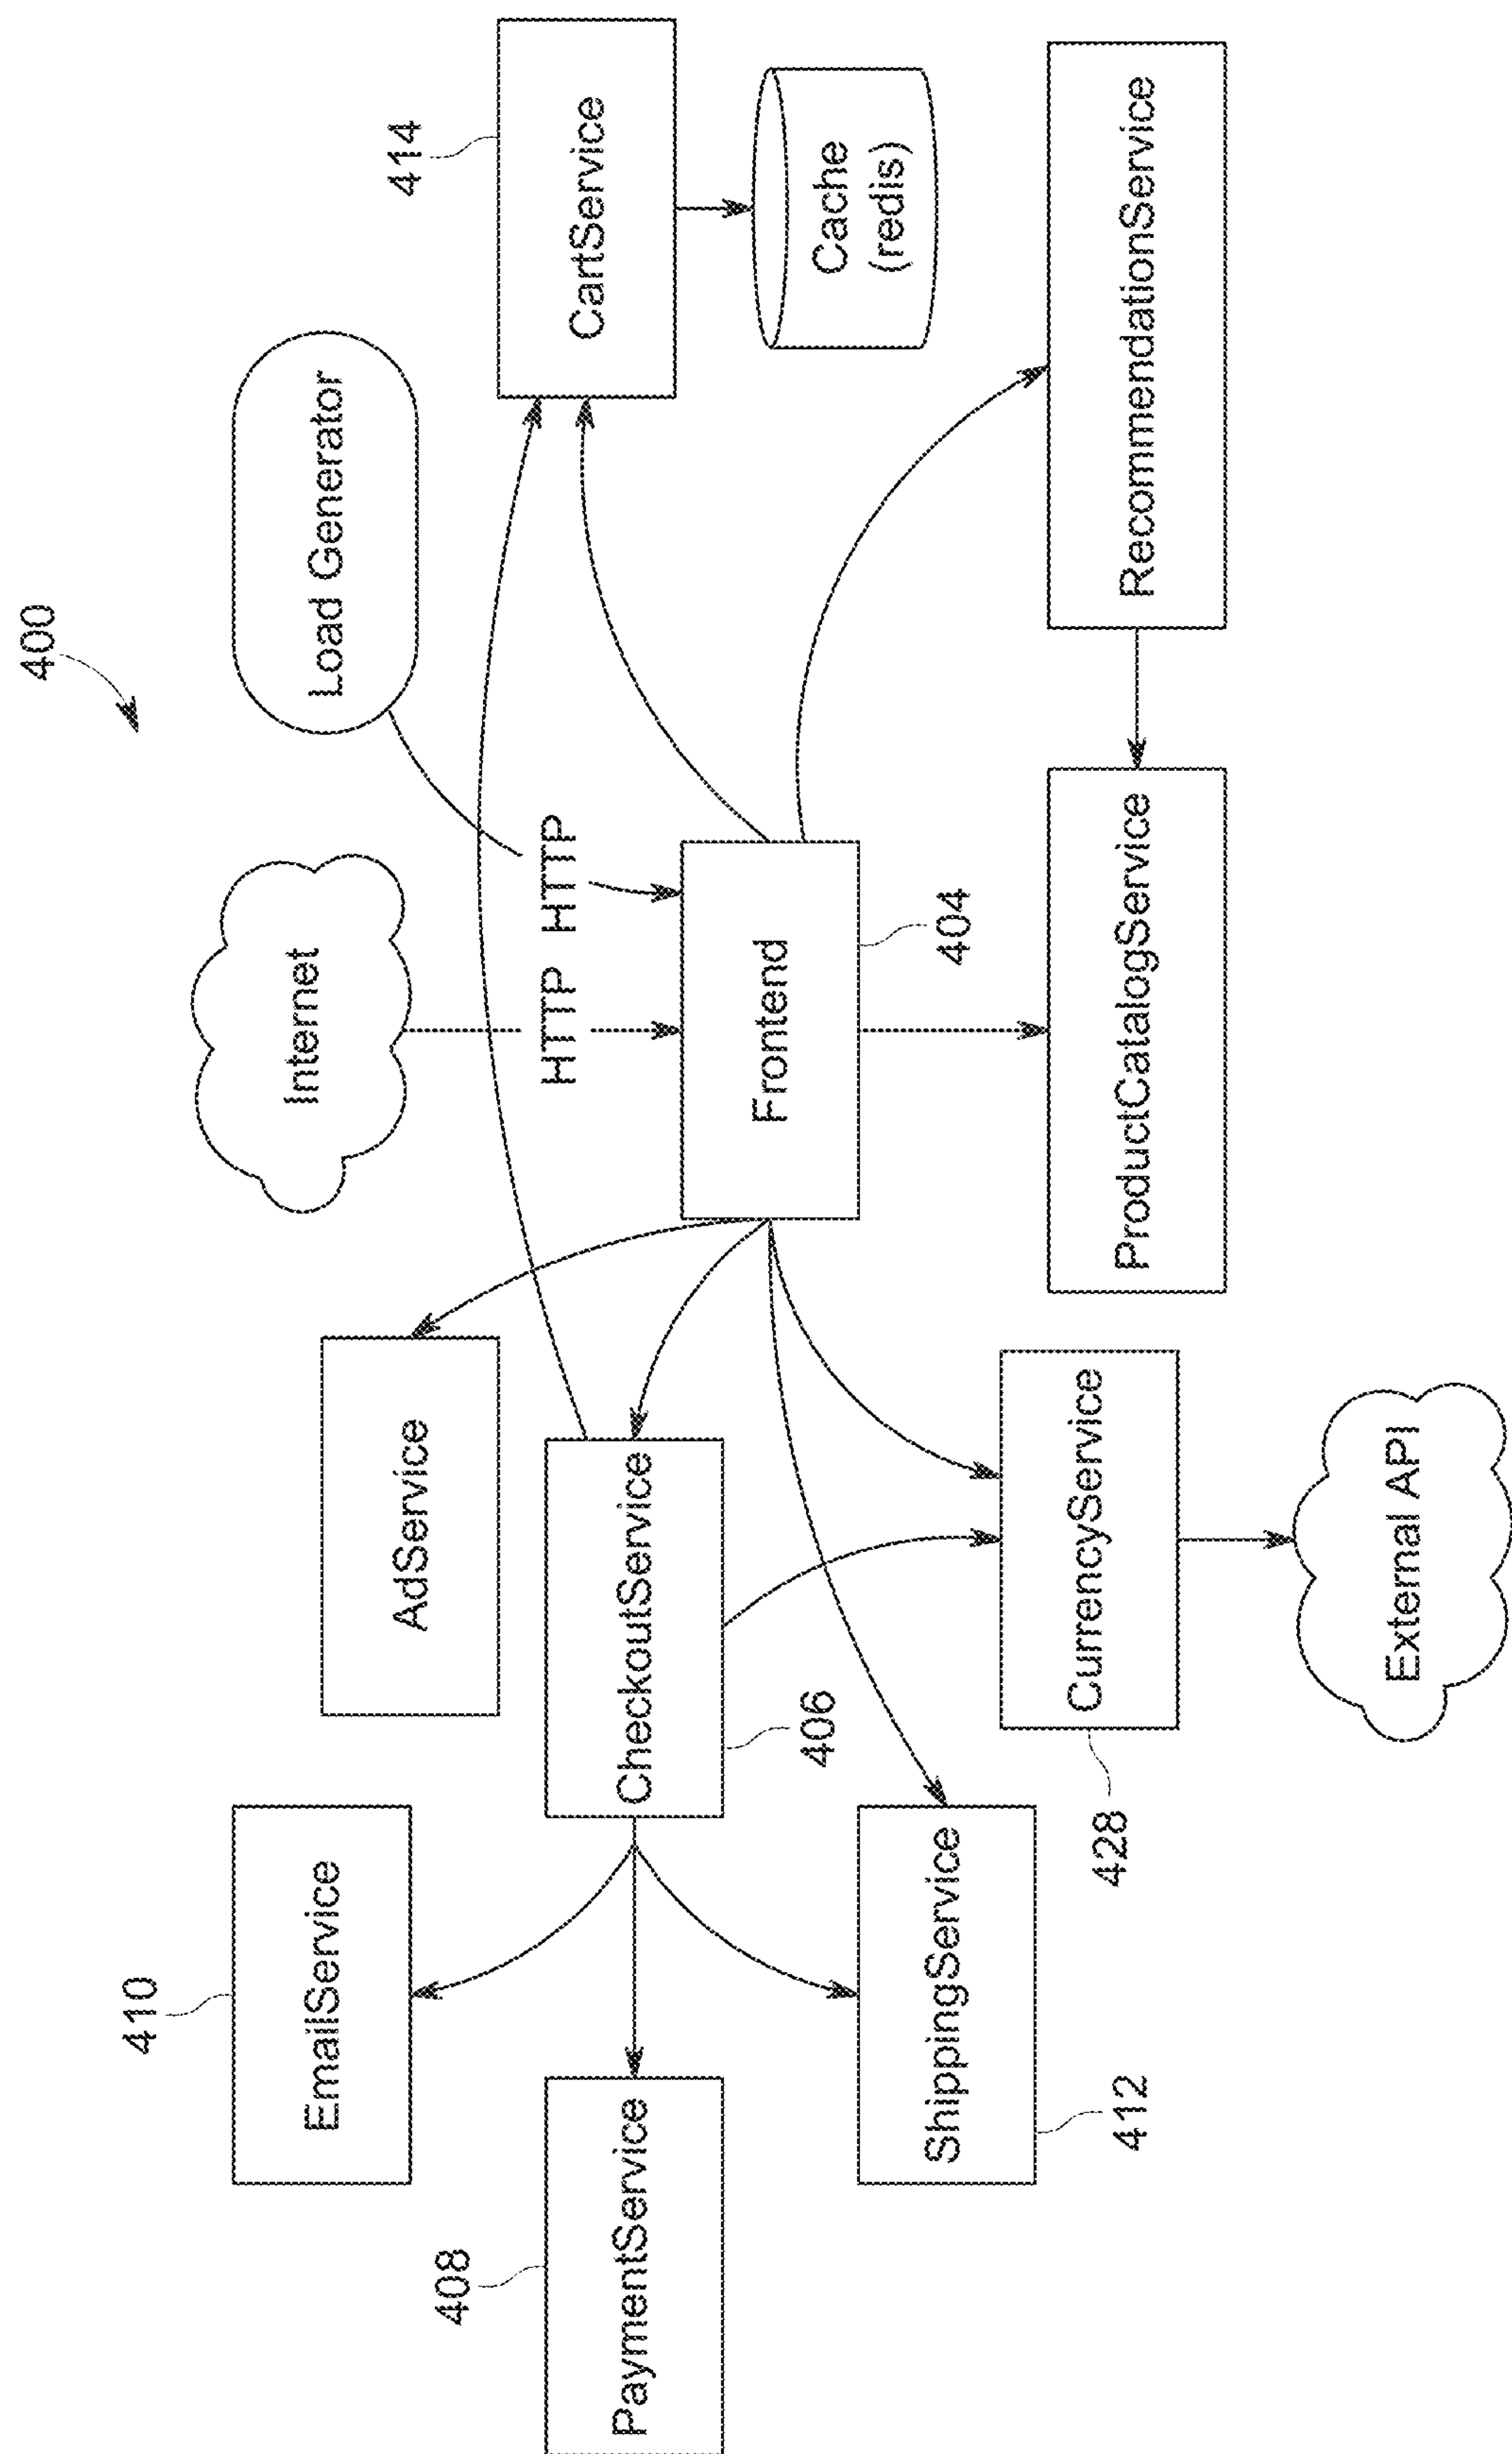 400
Internet
Load Generator
414
CartService
Cache
(redis)
HTTP
HTTP
Frontend
404
AdService
410
EmailService
CheckoutService
406
408
PaymentService
ShippingService
412
CurrencyService
428
External API
ProductCatalogService
RecommendationService